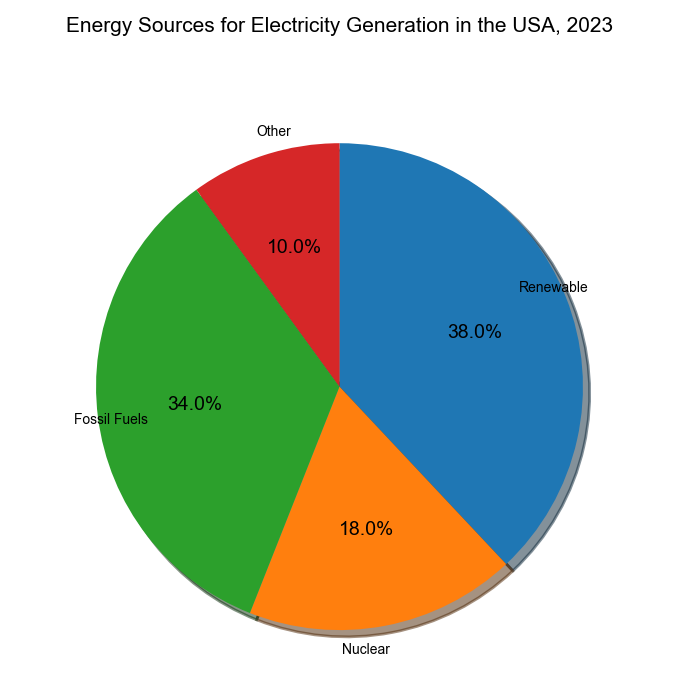 Energy Sources for Electricity Generation in the USA, 2023
Other
10.0%
Renewable
38.0%
34.0%
Fossil Fuels
18.0%
Nuclear